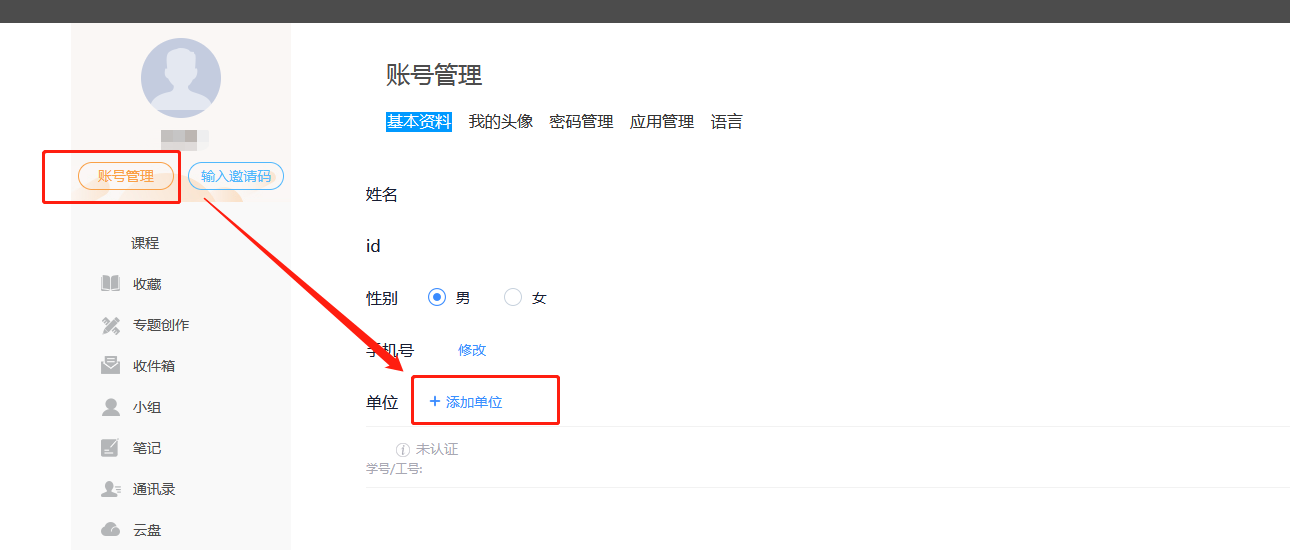 账号管理 输入邀请码
课程
收藏
专题创作
收件箱
小组
笔记
通讯录
云盘
账号管理
基本资料 我的头像 密码管理 应用管理 语言
姓名
id
性别 男 女
手机号 修改
单位 + 添加单位
未认证
学号/工号: